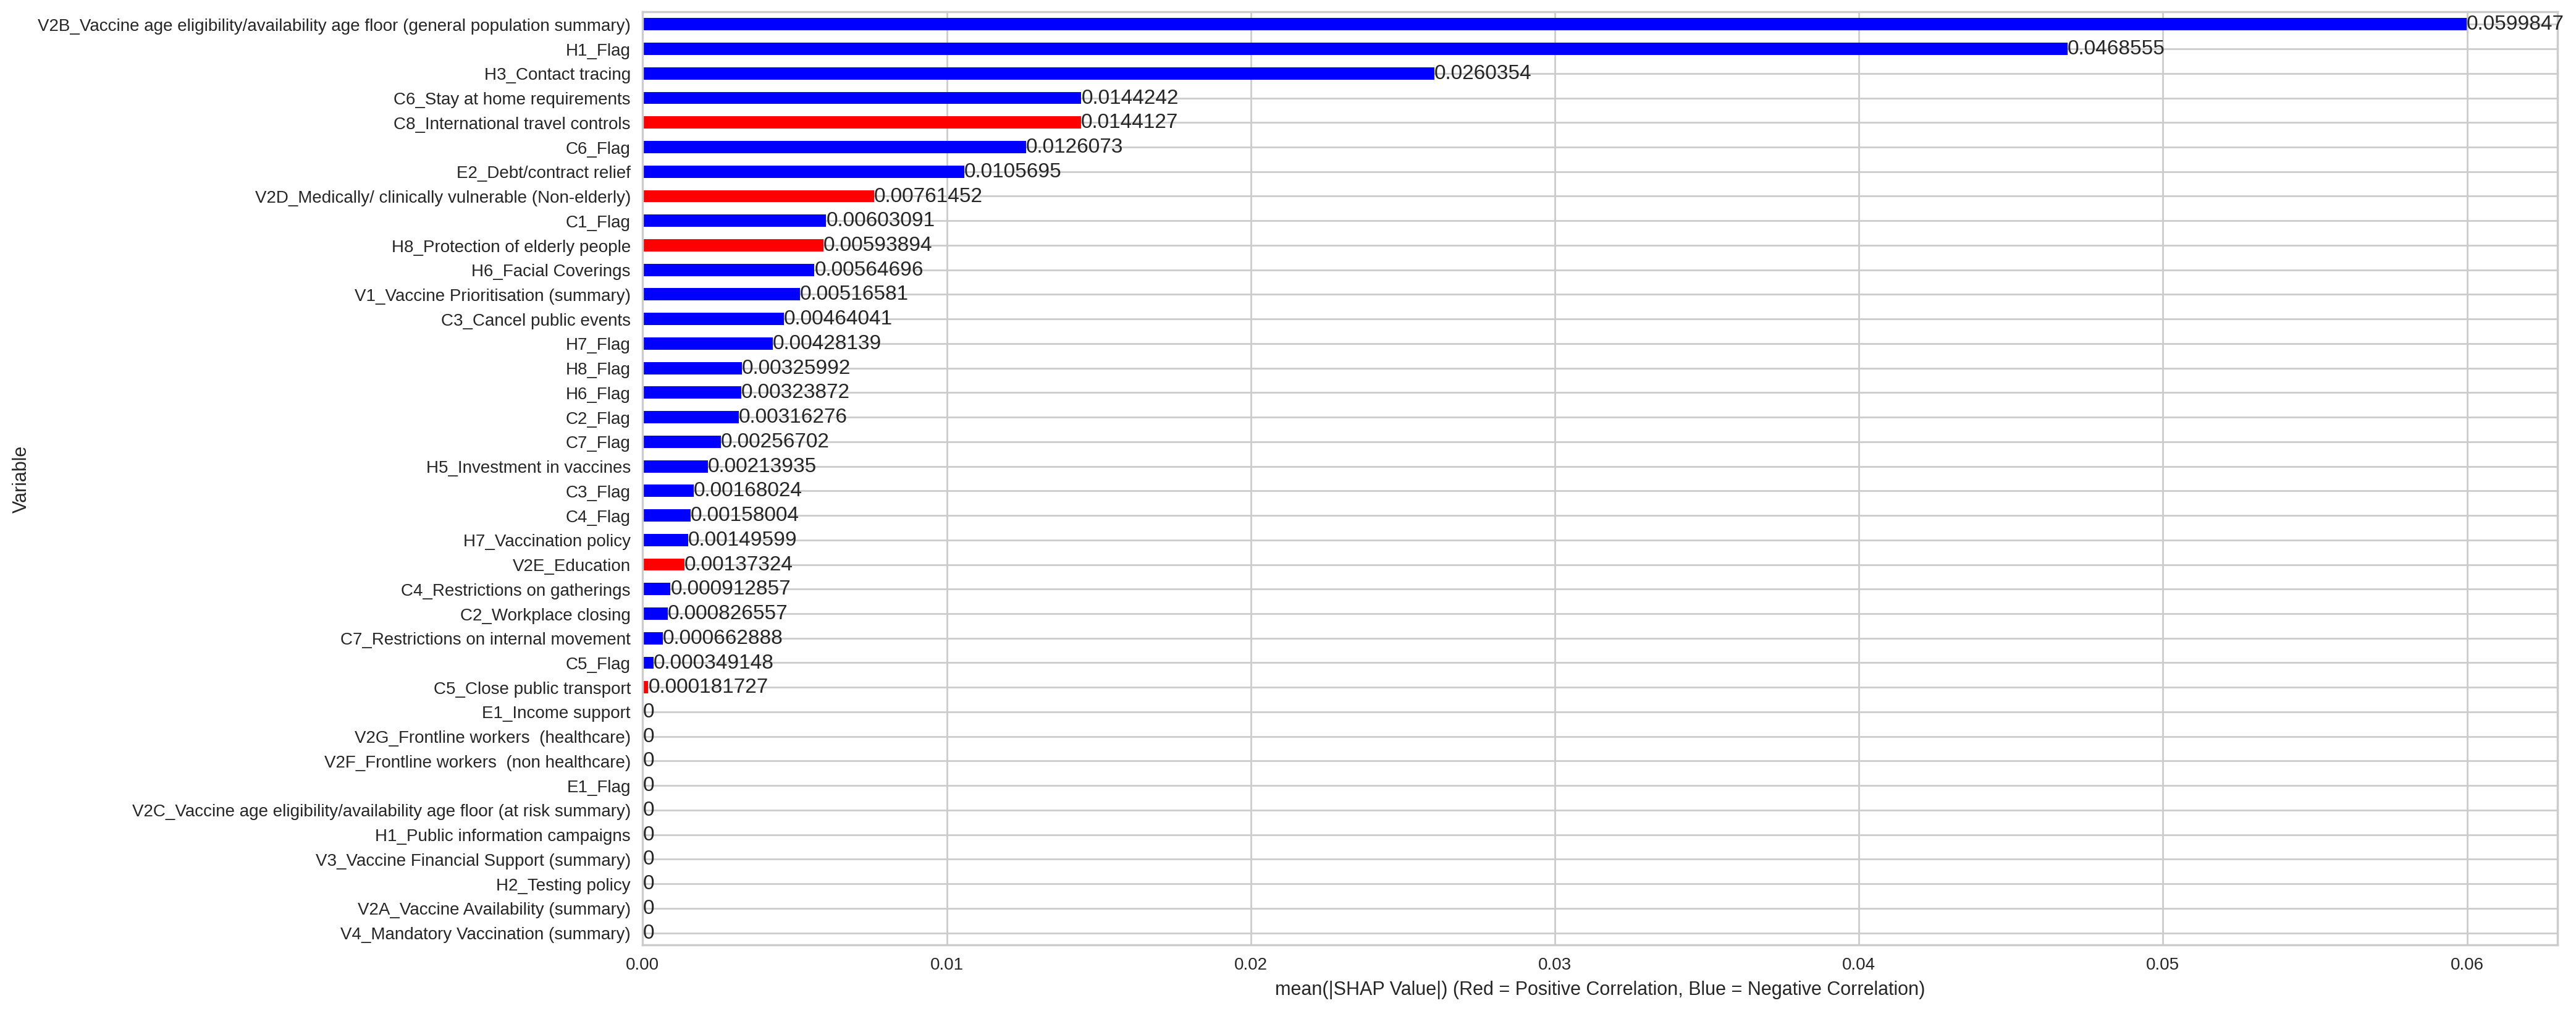 V2B_Vaccine age eligibility/availability age floor (general population summary) 0.0599847
H1_Flag 0.0468555
H3_Contact tracing 0.0260354
C6_Stay at home requirements 0.0144242
C8_International travel controls 0.0144127
C6_Flag 0.0126073
E2_Debt/contract relief 0.0105695
V2D_Medically/ clinically vulnerable (Non-elderly) 0.00761452
C1_Flag 0.00603091
H8_Protection of elderly people 0.00593894
H6_Facial Coverings 0.00564696
V1_Vaccine Prioritisation (summary) 0.00516581
C3_Cancel public events 0.00464041
H7_Flag 0.00428139
H8_Flag 0.00325992
H6_Flag 0.00323872
C2_Flag 0.00316276
C7_Flag 0.00256702
H5_Investment in vaccines 0.00213935
C3_Flag 0.00168024
C4_Flag 0.00158004
H7_Vaccination policy 0.00149599
V2E_Education 0.00137324
C4_Restrictions on gatherings 0.000912857
C2_Workplace closing 0.000826557
C7_Restrictions on internal movement 0.000662888
C5_Flag 0.000349148
C5_Close public transport 0.000181727
E1_Income support 0
V2G_Frontline workers  (healthcare) 0
V2F_Frontline workers  (non healthcare) 0
E1_Flag 0
V2C_Vaccine age eligibility/availability age floor (at risk summary) 0
H1_Public information campaigns 0
V3_Vaccine Financial Support (summary) 0
H2_Testing policy 0
V2A_Vaccine Availability (summary) 0
V4_Mandatory Vaccination (summary) 0
Variable
0.00 0.01 0.02 0.03 0.04 0.05 0.06
mean(|SHAP Value|) (Red = Positive Correlation, Blue = Negative Correlation)